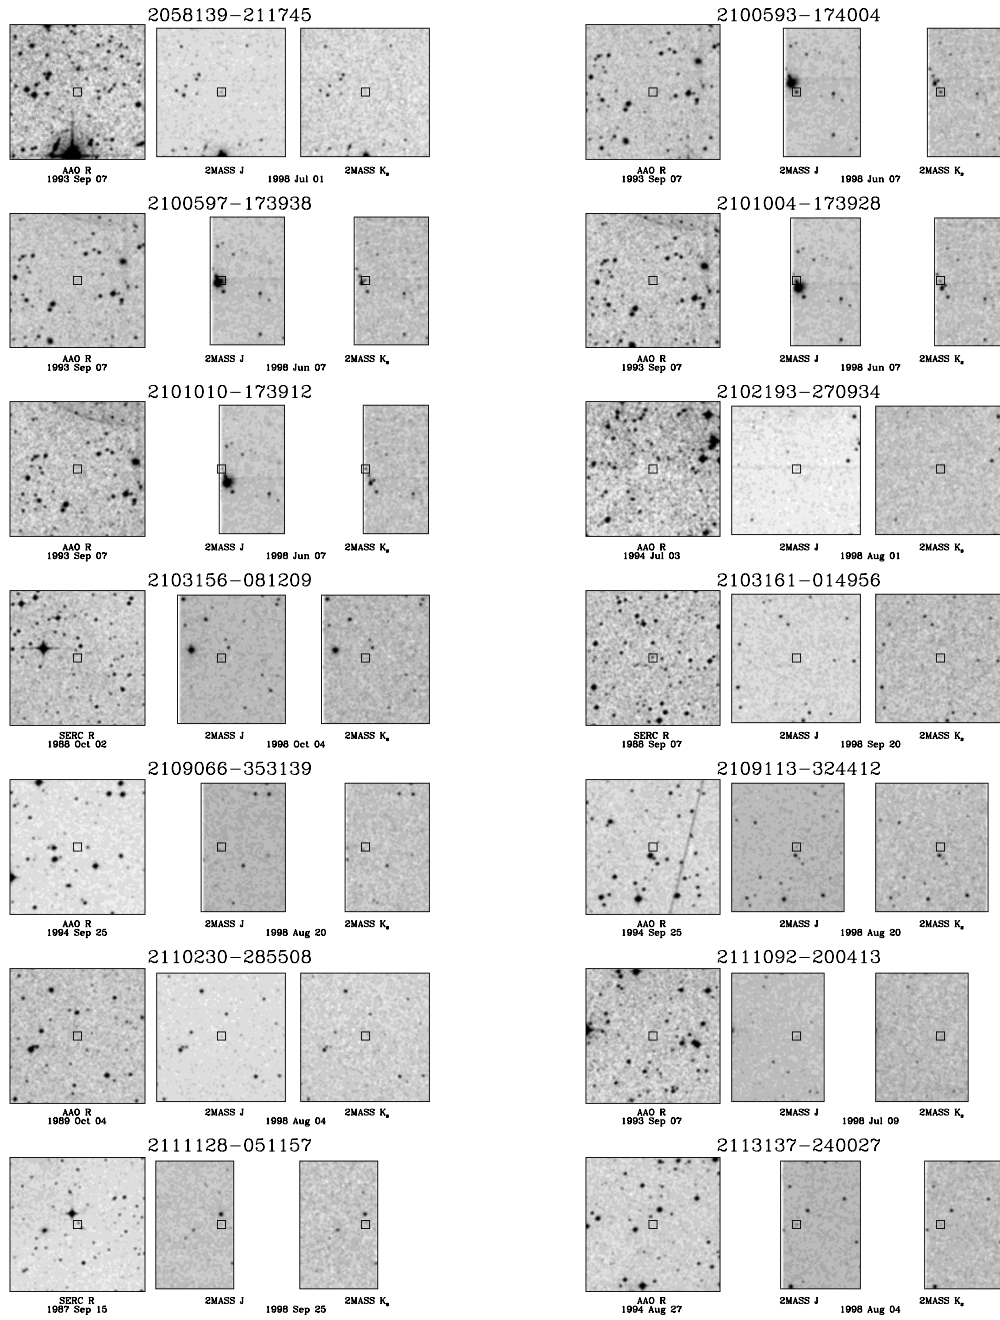 2058139-211745
2100593-174004
AAO R
1993 Sep 07
2MASS J
1998 Jul 01
2MASS Ks
AAO R
1993 Sep 07
2MASS J
1998 Jun 07
2MASS Ks
2100597-173938
2101004-173928
AAO R
1993 Sep 07
2MASS J
1998 Jun 07
2MASS Ks
AAO R
1993 Sep 07
2MASS J
1998 Jun 07
2MASS Ks
2101010-173912
2102193-270934
AAO R
1993 Sep 07
2MASS J
1998 Jun 07
2MASS Ks
AAO R
1994 Jul 03
2MASS J
1998 Aug 01
2MASS Ks
2103156-081209
2103161-014956
SERC R
1988 Oct 02
2MASS J
1998 Oct 04
2MASS Ks
SERC R
1988 Sep 07
2MASS J
1998 Sep 20
2MASS Ks
2109066-353139
2109113-324412
AAO R
1994 Sep 25
2MASS J
1998 Aug 20
2MASS Ks
AAO R
1994 Sep 25
2MASS J
1998 Aug 20
2MASS Ks
2110230-285508
2111092-200413
AAO R
1989 Oct 04
2MASS J
1998 Aug 04
2MASS Ks
AAO R
1993 Sep 07
2MASS J
1998 Jul 09
2MASS Ks
2111128-051157
2113137-240027
SERC R
1987 Sep 15
2MASS J
1998 Sep 25
2MASS Ks
AAO R
1994 Aug 27
2MASS J
1998 Aug 04
2MASS Ks